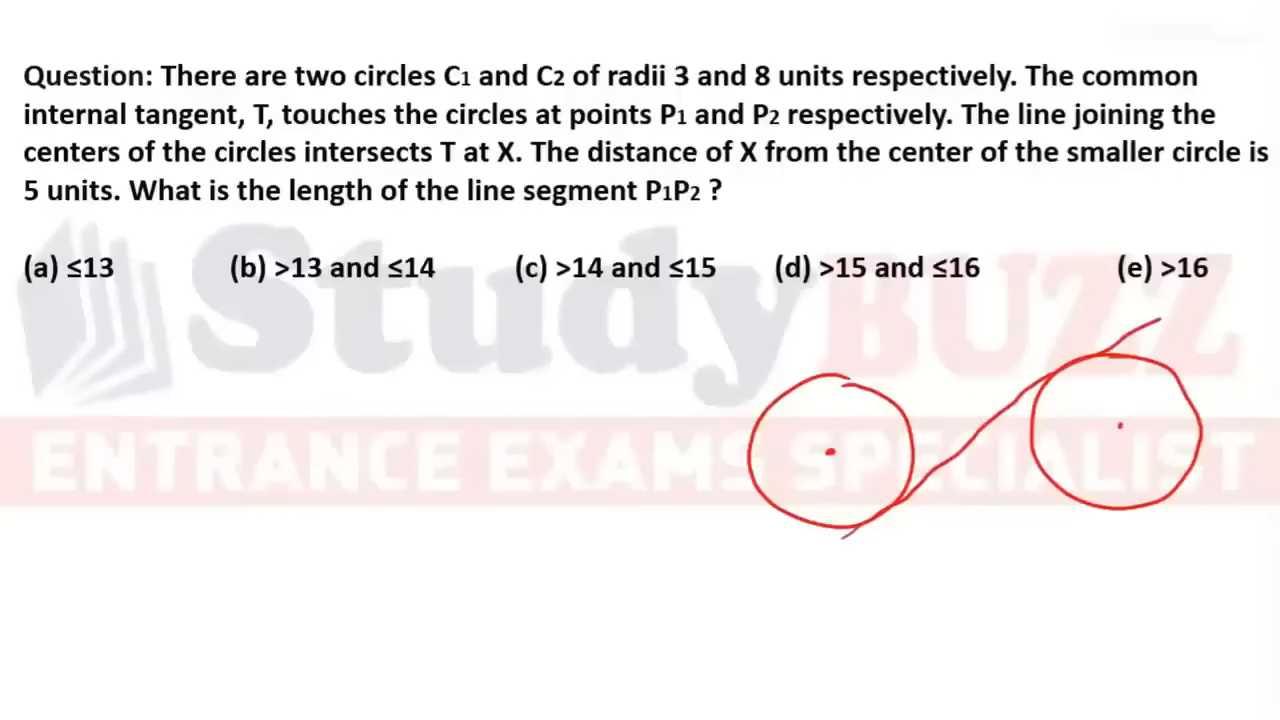 Question: There are two circles C1 and C2 of radii 3 and 8 units respectively. The common
internal tangent, T, touches the circles at points P1 and P2 respectively. The line joining the
centers of the circles intersects T at X. The distance of X from the center of the smaller circle is
5 units. What is the length of the line segment P1P2 ?
(a) ≤13 (b) >13 and ≤14 (c) >14 and ≤15 (d) >15 and ≤16 (e) >16
StudyBUZZ
ENTRANCE EXAMS SPECIALIST